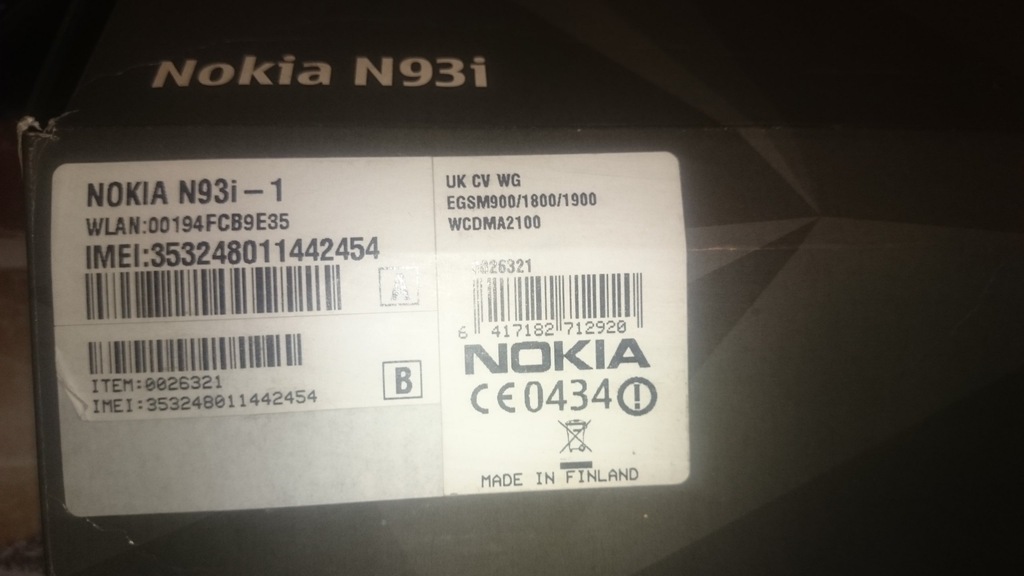 Nokia N93i
NOKIA N93i-1
WLAN:00194FCB9E35
IMEI:353248011442454
A
ITEM:0026321
IMEI:353248011442454
B
UK CV WG
EGSM900/1800/1900
WCDMA2100
0026321
6 417182 712920
NOKIA
CE0434
MADE IN FINLAND